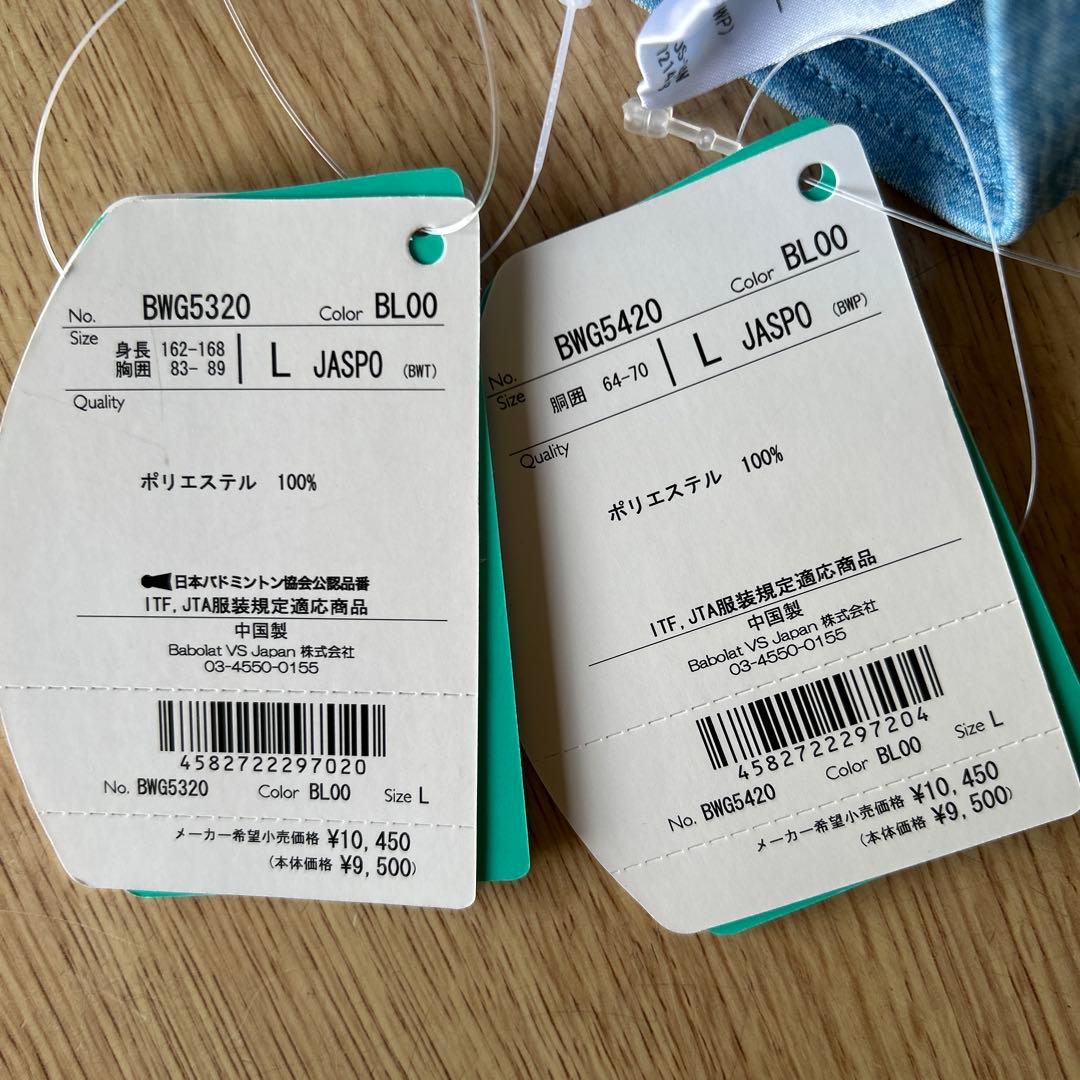 No. BWG5320 Color BL00
Size 身長 162-168 L JASPO (BWT)
胸囲 83- 89
Quality
ポリエステル 100%
日本バドミントン協会公認品番
ITF, JTA服装規定適応商品
中国製
Babolat VS Japan 株式会社
03-4550-0155
4582722297020
No. BWG5320 Color BL00 Size L
メーカー希望小売価格 ¥10,450
(本体価格 ¥9,500)
No. BWG5420 Color BL00
Size 胴囲 64-70 L JASPO (BWP)
Quality
ポリエステル 100%
ITF, JTA服装規定適応商品
中国製
Babolat VS Japan 株式会社
03-4550-0155
4582722297204
No. BWG5420 Color BL00 Size L
メーカー希望小売価格 ¥10,450
(本体価格 ¥9,500)